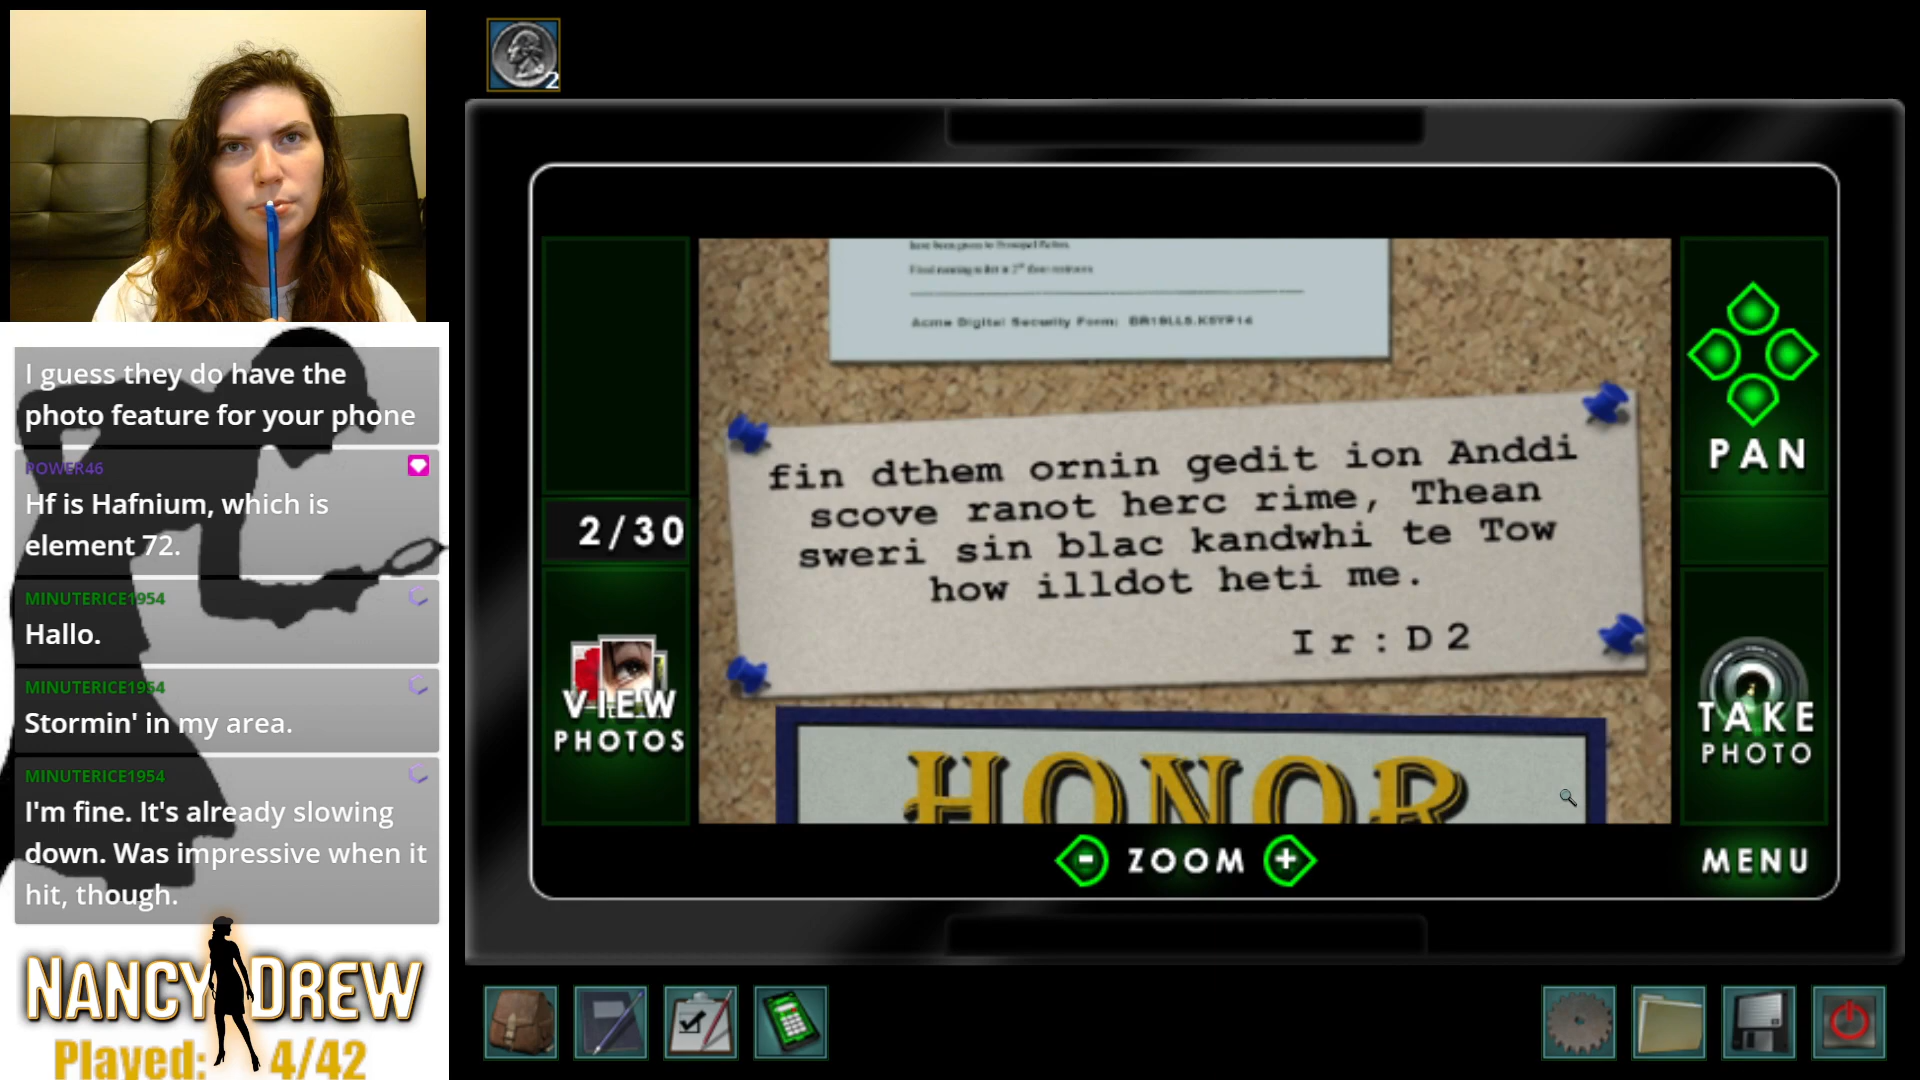 2
I guess they do have the
photo feature for your phone
POWER46
Hf is Hafnium, which is
element 72.
MINUTERICE1954
Hallo.
MINUTERICE1954
Stormin' in my area.
MINUTERICE1954
I'm fine. It's already slowing
down. Was impressive when it
hit, though.
NANCY DREW
Played: 4/42
2/30
VIEW
PHOTOS
Acme Digital Security Form:
fin dthem ornin gedit ion Anddi
scove ranot herc rime, Thean
sweri sin blac kandwhi te Tow
how illdot heti me.
Ir:D2
HONOR
PAN
TAKE
PHOTO
ZOOM
MENU